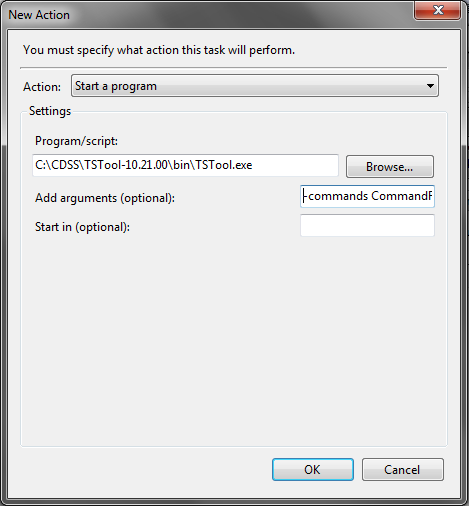 New Action
You must specify what action this task will perform.
Action: Start a program
Settings
Program/script:
C:\CDSS\TSTool-10.21.00\bin\TSTool.exe Browse...
Add arguments (optional): -commands
Start in (optional):
OK Cancel